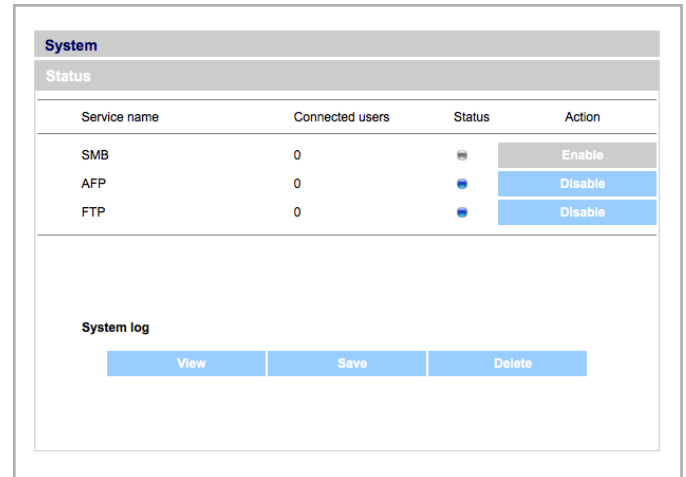 System
Status
Service name Connected users Status Action
SMB 0 Enable
AFP 0 Disable
FTP 0 Disable
System log
View Save Delete